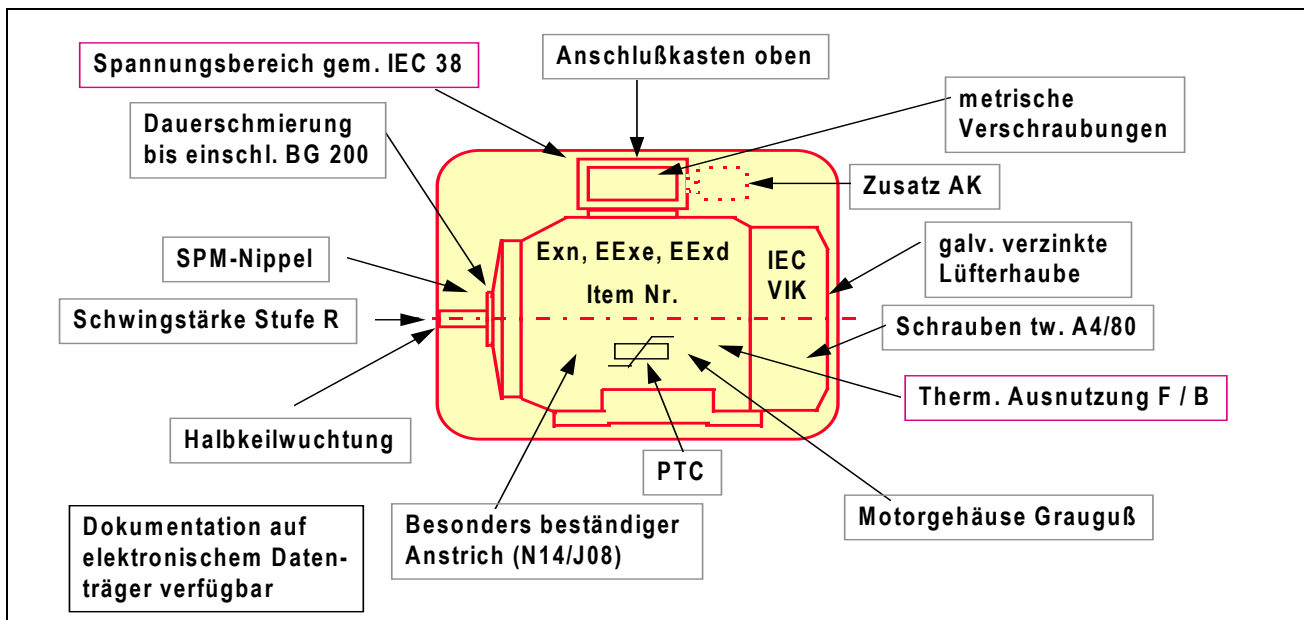 Spannungsbereich gem. IEC 38
Anschlußkasten oben
Dauerschmierung
bis einschl. BG 200
metrische
Verschraubungen
Zusatz AK
SPM-Nippel
Exn, EExe, EExd
Item Nr.
IEC
VIK
galv. verzinkte
Lüfterhaube
Schwingstärke Stufe R
Schrauben tw. A4/80
Therm. Ausnutzung F / B
Halbkeilwuchtung
PTC
Motorgehäuse Grauguß
Besonders beständiger
Anstrich (N14/J08)
Dokumentation auf
elektronischem Daten-
träger verfügbar